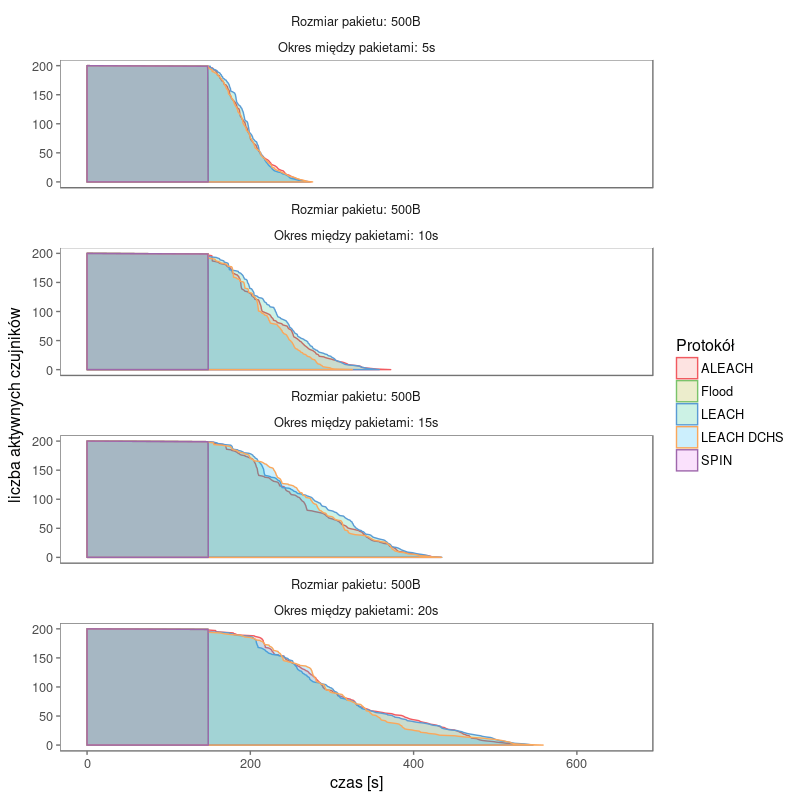 Rozmiar pakietu: 500B
Okres między pakietami: 5s
200
150
100
50
0
Rozmiar pakietu: 500B
Okres między pakietami: 10s
200
150
100
50
0
Rozmiar pakietu: 500B
Okres między pakietami: 15s
200
150
100
50
0
Rozmiar pakietu: 500B
Okres między pakietami: 20s
200
150
100
50
0
0 200 400 600
czas [s]
liczba aktywnych czujników
Protokół
ALEACH
Flood
LEACH
LEACH DCHS
SPIN